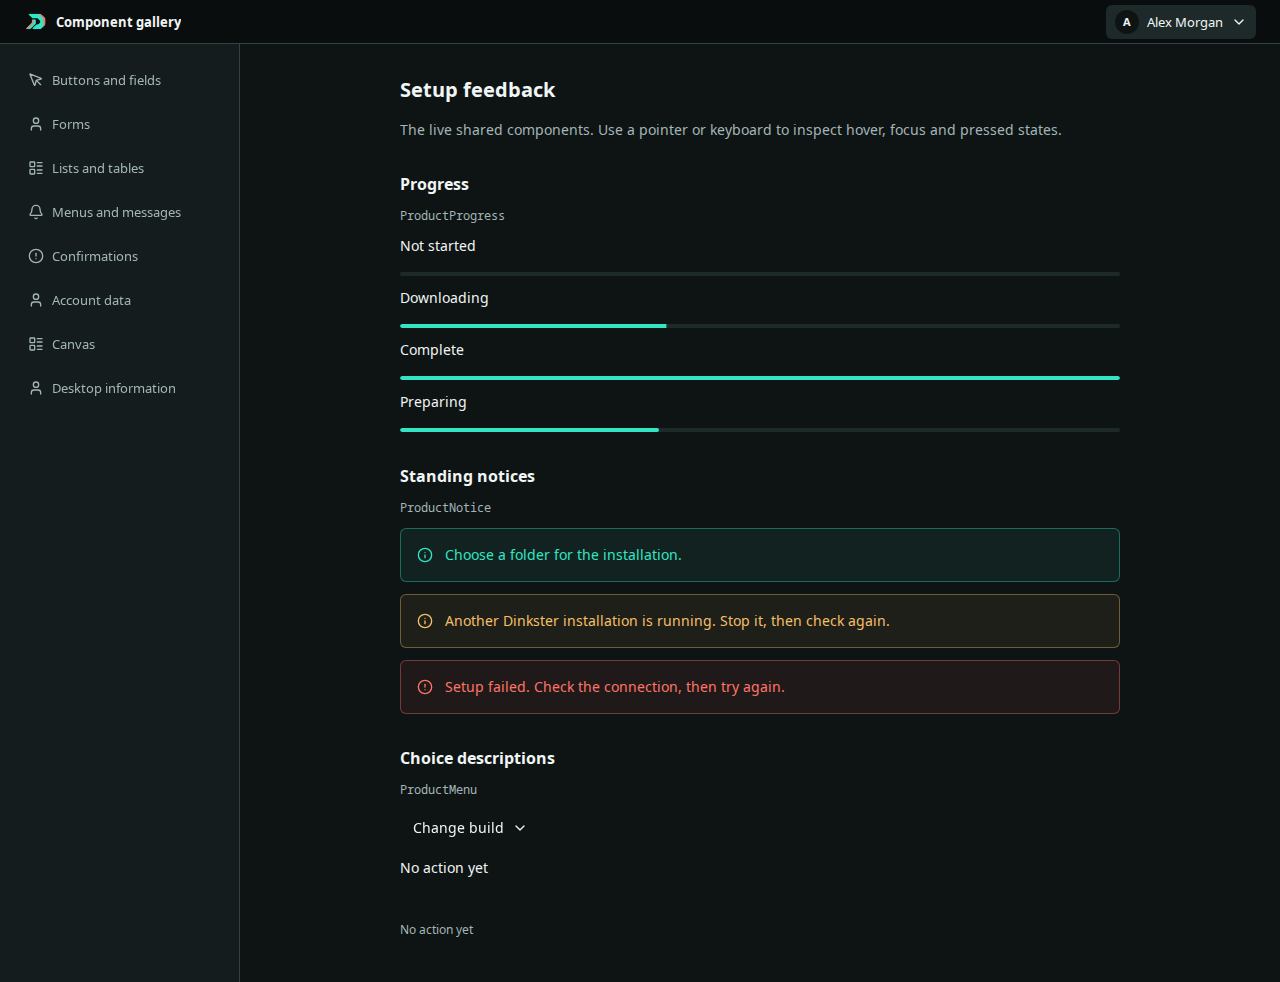 Component gallery
A Alex Morgan
Buttons and fields
Forms
Lists and tables
Menus and messages
Confirmations
Account data
Canvas
Desktop information
Setup feedback
The live shared components. Use a pointer or keyboard to inspect hover, focus and pressed states.
Progress
ProductProgress
Not started
Downloading
Complete
Preparing
Standing notices
ProductNotice
Choose a folder for the installation.
Another Dinkster installation is running. Stop it, then check again.
Setup failed. Check the connection, then try again.
Choice descriptions
ProductMenu
Change build
No action yet
No action yet